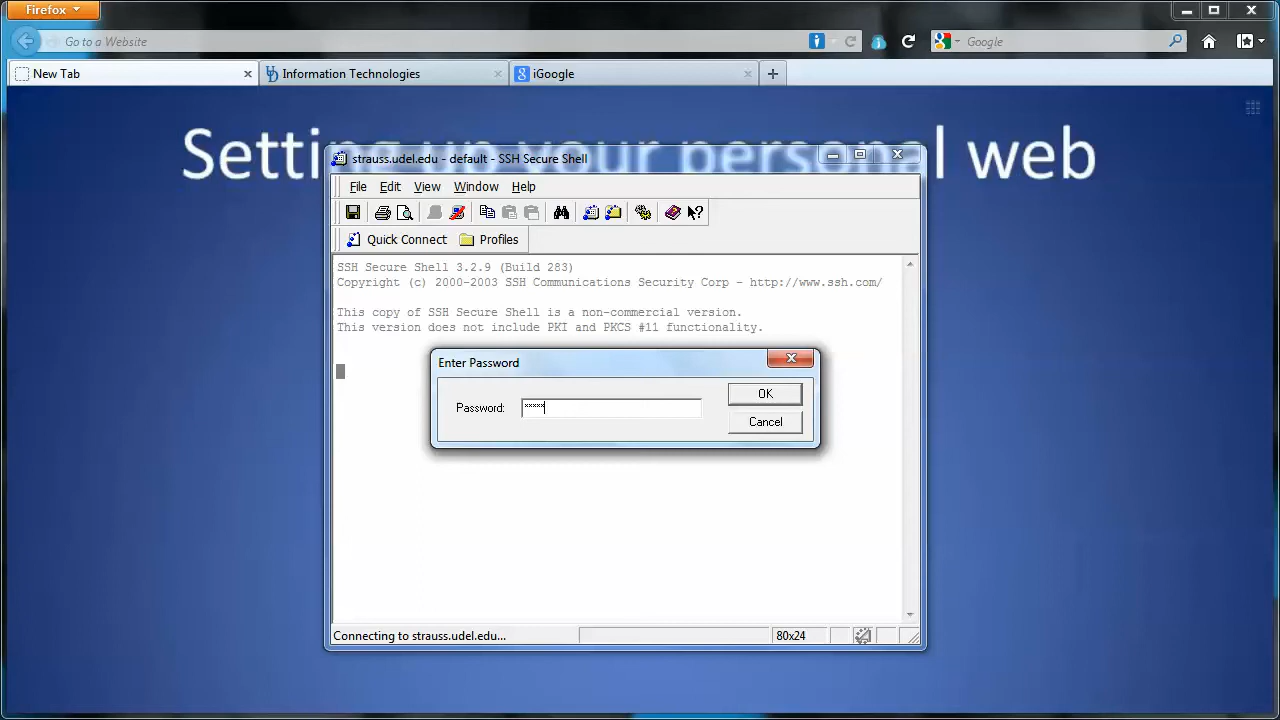 Firefox
Go to a Website
Google
New Tab
Information Technologies
iGoogle
Setting up your personal web
strauss.udel.edu - default - SSH Secure Shell
File Edit View Window Help
Quick Connect Profiles
SSH Secure Shell 3.2.9 (Build 283)
Copyright (c) 2000-2003 SSH Communications Security Corp - http://www.ssh.com/
This copy of SSH Secure Shell is a non-commercial version.
This version does not include PKI and PKCS #11 functionality.
Enter Password
OK
Password: *****
Cancel
Connecting to strauss.udel.edu...
80x24